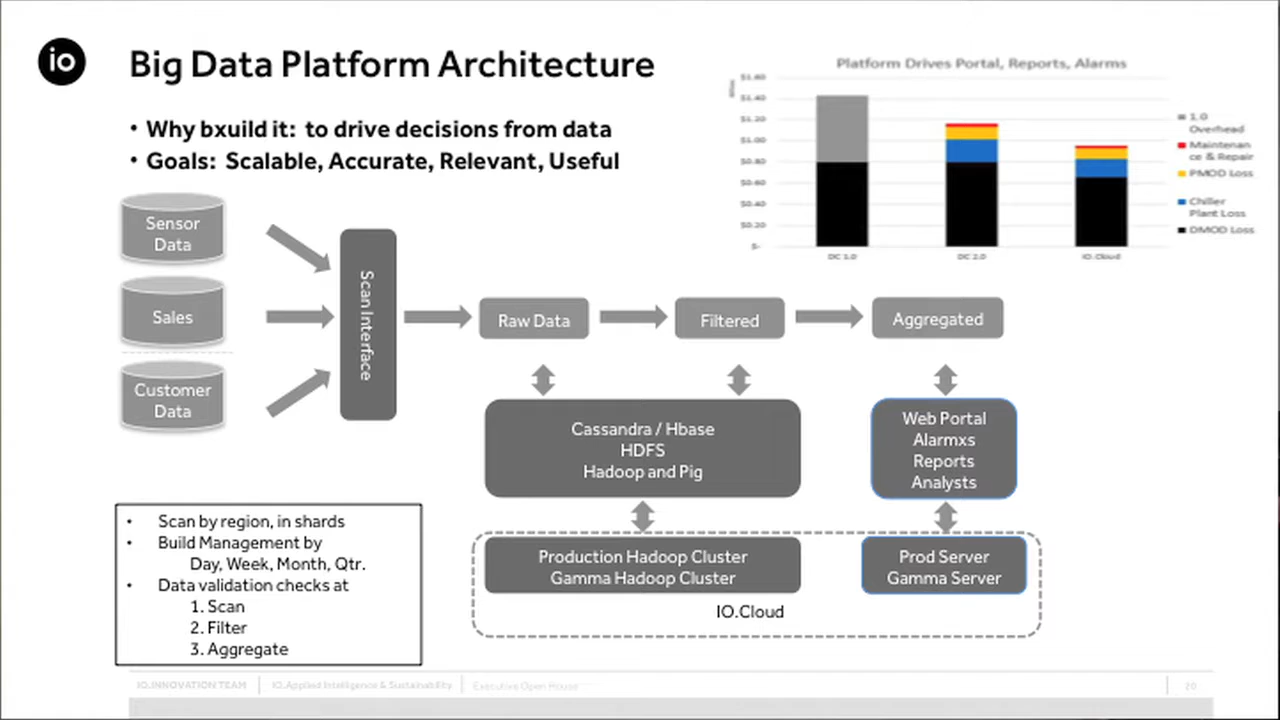 io
Big Data Platform Architecture
• Why bxuild it: to drive decisions from data
• Goals: Scalable, Accurate, Relevant, Useful
Platform Drives Portal, Reports, Alarms
$1.60
$1.40
$1.20
$1.00
$0.80
$0.60
$0.40
$0.20
$-
DC 1.0
DC 2.0
IO.Cloud
1.0
Overhead
Maintenan
ce & Repair
PMOD Loss
Chiller
Plant Loss
DMOD Loss
Sensor
Data
Sales
Customer
Data
Scan Interface
Raw Data
Filtered
Aggregated
Cassandra / Hbase
HDFS
Hadoop and Pig
Web Portal
Alarmxs
Reports
Analysts
Production Hadoop Cluster
Gamma Hadoop Cluster
Prod Server
Gamma Server
IO.Cloud
• Scan by region, in shards
• Build Management by
Day, Week, Month, Qtr.
• Data validation checks at
1. Scan
2. Filter
3. Aggregate
IO.INNOVATION TEAM
IO.Applied Intelligence & Sustainability
Executive Open House
20